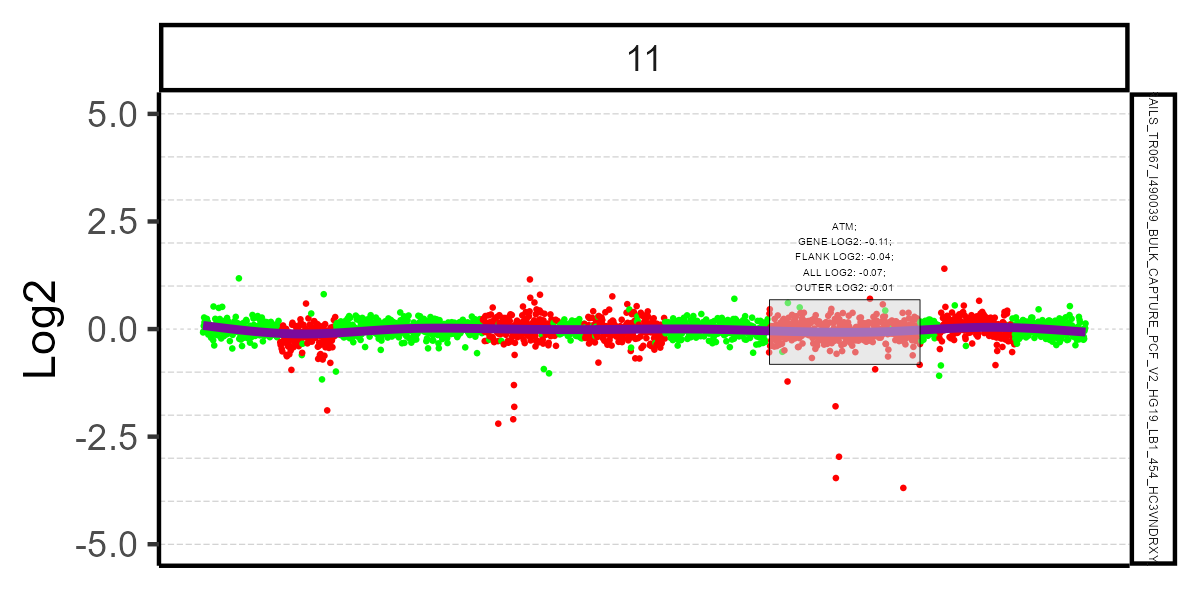 11
5.0
2.5
0.0
-2.5
-5.0
Log2
ATM;
GENE LOG2: -0.11;
FLANK LOG2: -0.04;
ALL LOG2: -0.07;
OUTER LOG2: -0.01
AILS_TR067_I490039_BULK_CAPTURE_PCF_V2_HG19_LB1_454_HC3VNDRXY